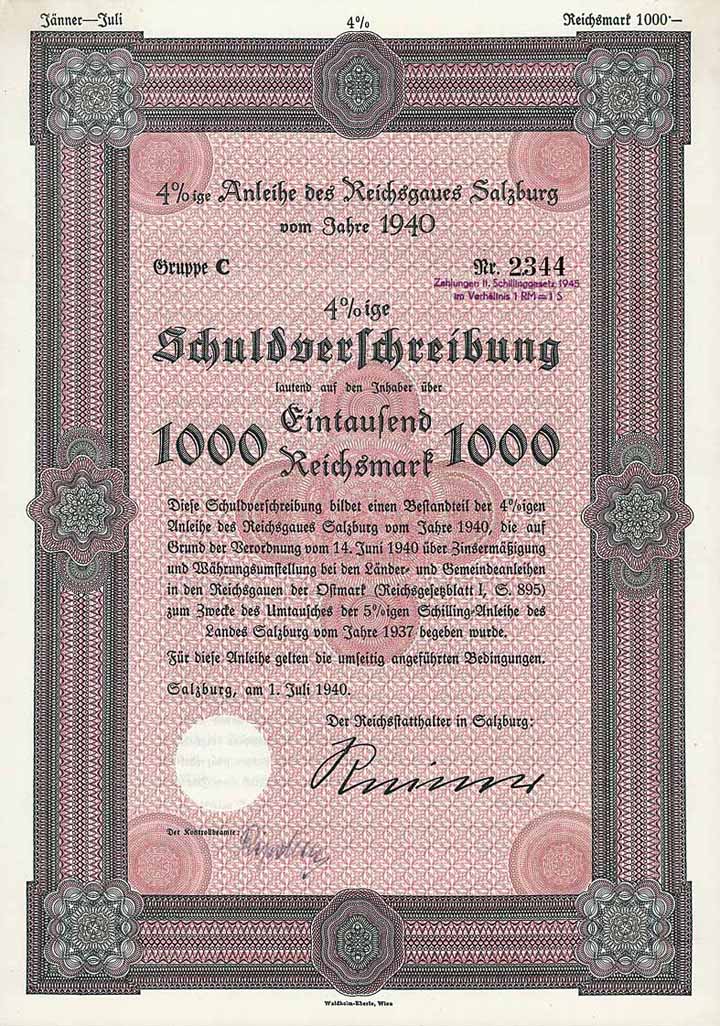 Jänner—Juli
4%
Reichsmark 1000·—
4%ige Anleihe des Reichsgaues Salzburg
vom Jahre 1940
Gruppe C
Nr. 2344
Zahlungen lt. Schillinggesetz 1945
im Verhältnis 1 RM = 1 S
4%ige
Schuldverschreibung
lautend auf den Inhaber über
1000 Eintausend Reichsmark 1000
Diese Schuldverschreibung bildet einen Bestandteil der 4%igen
Anleihe des Reichsgaues Salzburg vom Jahre 1940, die auf
Grund der Verordnung vom 14. Juni 1940 über Zinsermäßigung
und Währungsumstellung bei den Länder- und Gemeindeanleihen
in den Reichsgauen der Ostmark (Reichsgesetzblatt I, S. 895)
zum Zwecke des Umtausches der 5%igen Schilling-Anleihe des
Landes Salzburg vom Jahre 1937 begeben wurde.
Für diese Anleihe gelten die umseitig angeführten Bedingungen.
Salzburg, am 1. Juli 1940.
Der Reichsstatthalter in Salzburg:
Der Kontrollbeamte:
4%
Waldheim-Eberle, Wien